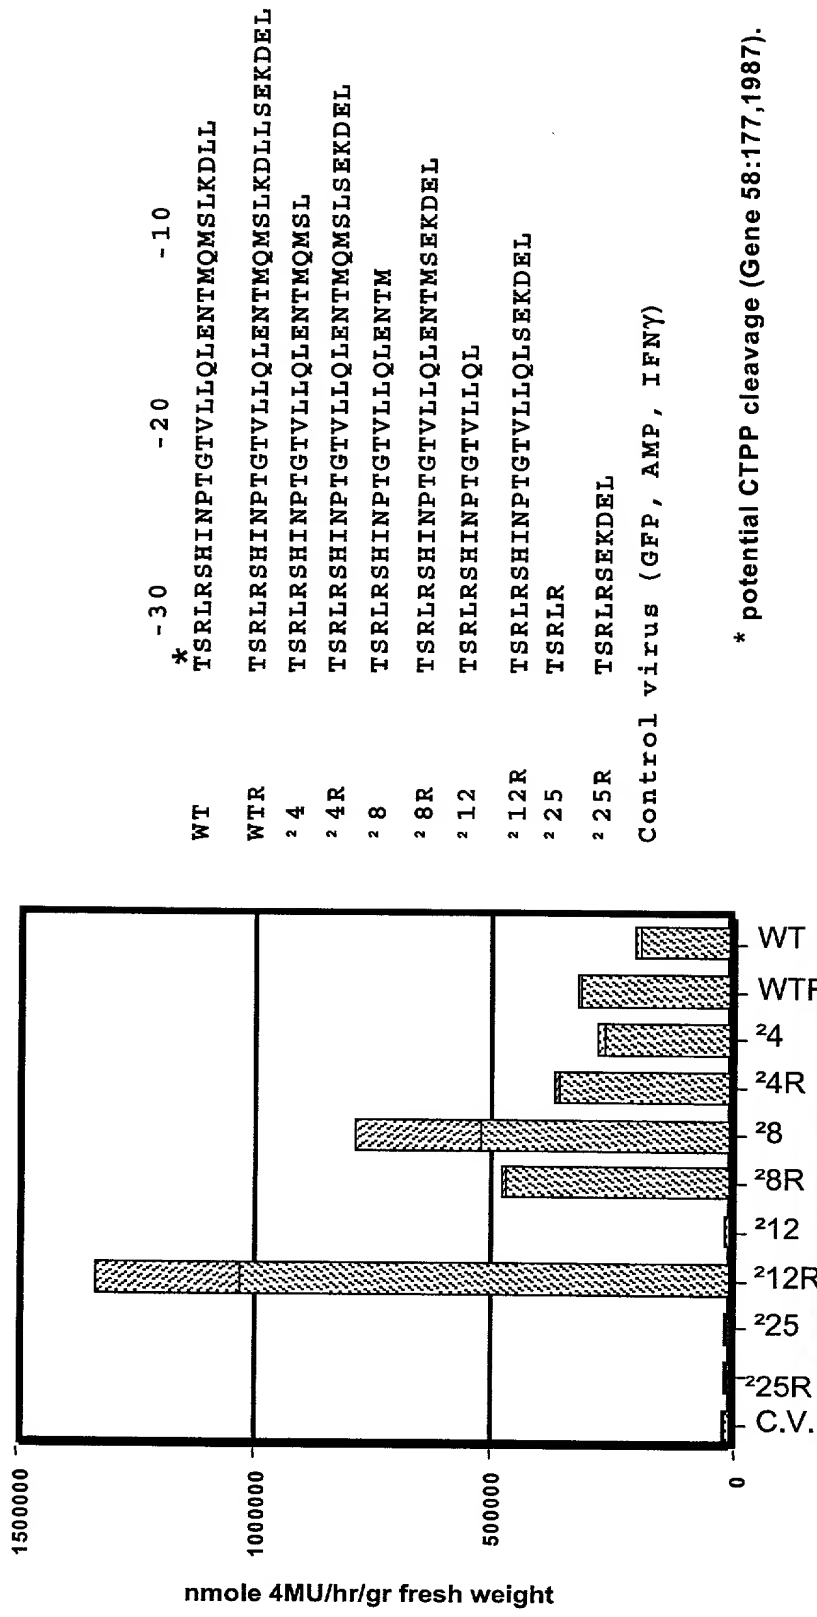 nmole 4MU/hr/gr fresh weight
1500000
1000000
500000
0
WT
WTR
²4
²4R
²8
²8R
²12
²12R
²25
²25R
C.V.
-30 -20 -10
*
WT TSRLRSHINPTGTVLLQLENTMQMSLKDLL
WTR TSRLRSHINPTGTVLLQLENTMQMSLKDLLSEKDEL
²4 TSRLRSHINPTGTVLLQLENTMQMSL
²4R TSRLRSHINPTGTVLLQLENTMQMSLSEKDEL
²8 TSRLRSHINPTGTVLLQLENTM
²8R TSRLRSHINPTGTVLLQLENTMSEKDEL
²12 TSRLRSHINPTGTVLLQL
²12R TSRLRSHINPTGTVLLQLSEKDEL
²25 TSRLR
²25R TSRLRSEKDEL
Control virus (GFP, AMP, IFNγ)
* potential CTPP cleavage (Gene 58:177,1987).